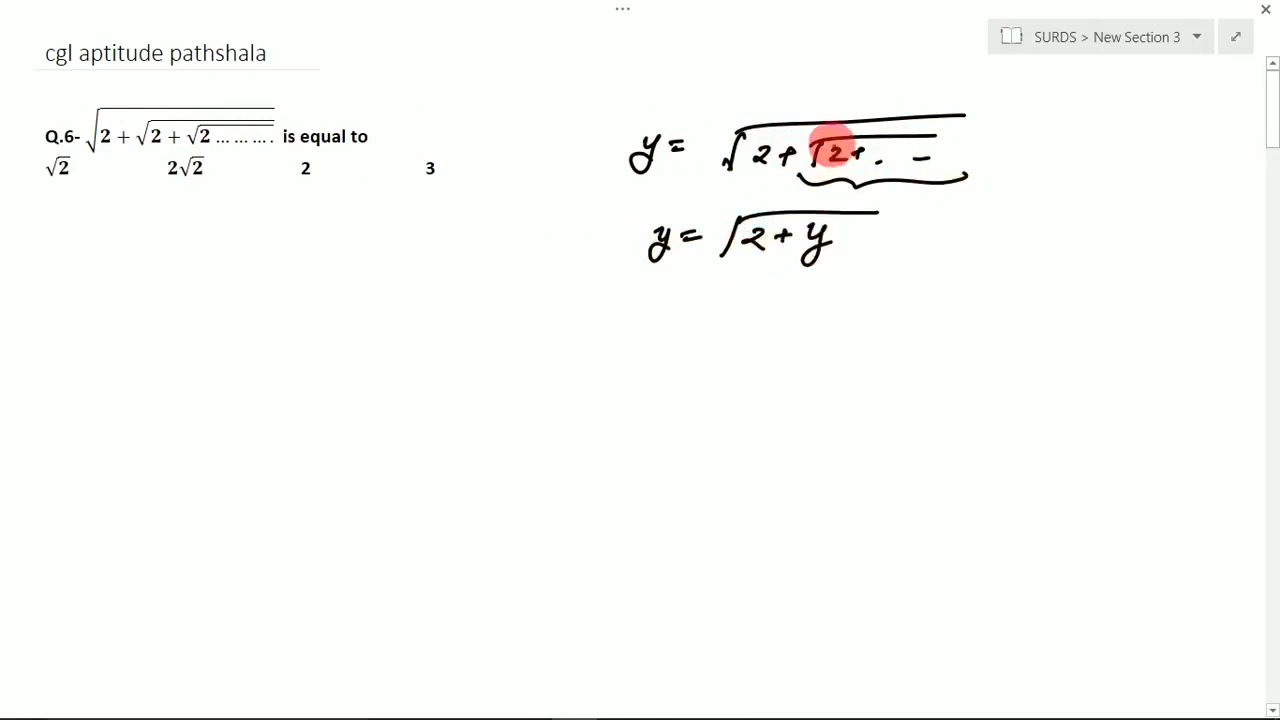 cgl aptitude pathshala
SURDS > New Section 3
Q.6- √2 + √2 + √2 ... ... ... . is equal to
√2 2√2 2 3
y = √2 + √2 + . -
y = √2 + y